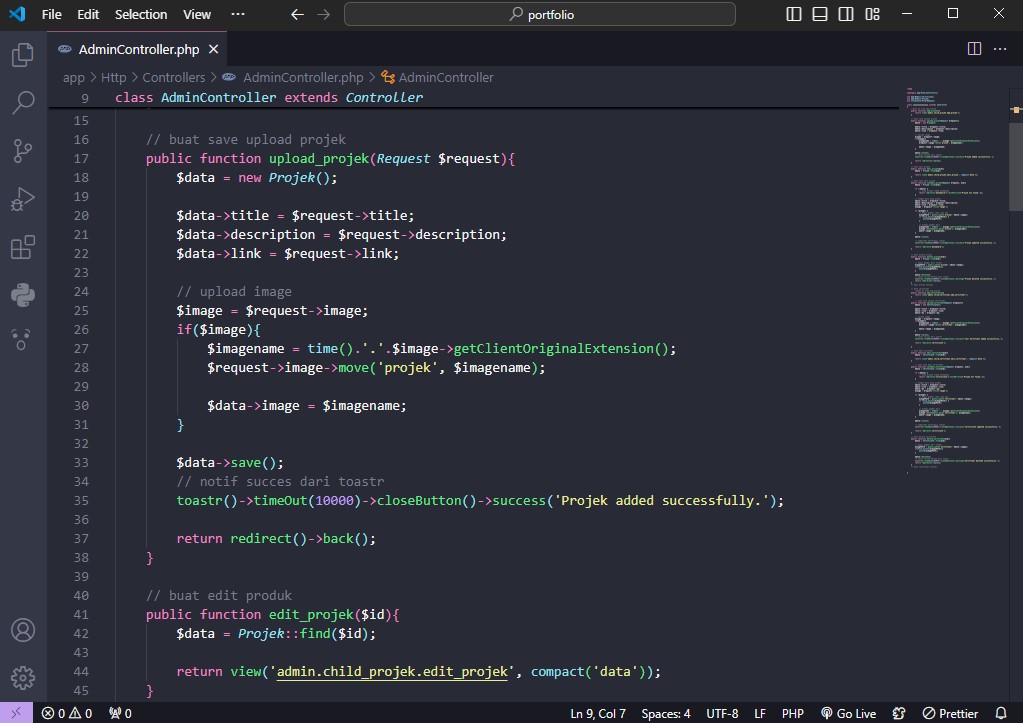 File Edit Selection View ··· portfolio
AdminController.php
app > Http > Controllers > AdminController.php > AdminController
9 class AdminController extends Controller
15
16 // buat save upload projek
17 public function upload_projek(Request $request){
18 $data = new Projek();
19
20 $data->title = $request->title;
21 $data->description = $request->description;
22 $data->link = $request->link;
23
24 // upload image
25 $image = $request->image;
26 if($image){
27 $imagename = time().'.'.$image->getClientOriginalExtension();
28 $request->image->move('projek', $imagename);
29
30 $data->image = $imagename;
31 }
32
33 $data->save();
34 // notif succes dari toastr
35 toastr()->timeOut(10000)->closeButton()->success('Projek added successfully.');
36
37 return redirect()->back();
38 }
39
40 // buat edit produk
41 public function edit_projek($id){
42 $data = Projek::find($id);
43
44 return view('admin.child_projek.edit_projek', compact('data'));
45 }
0 0 0 Ln 9, Col 7 Spaces: 4 UTF-8 LF PHP Go Live Prettier